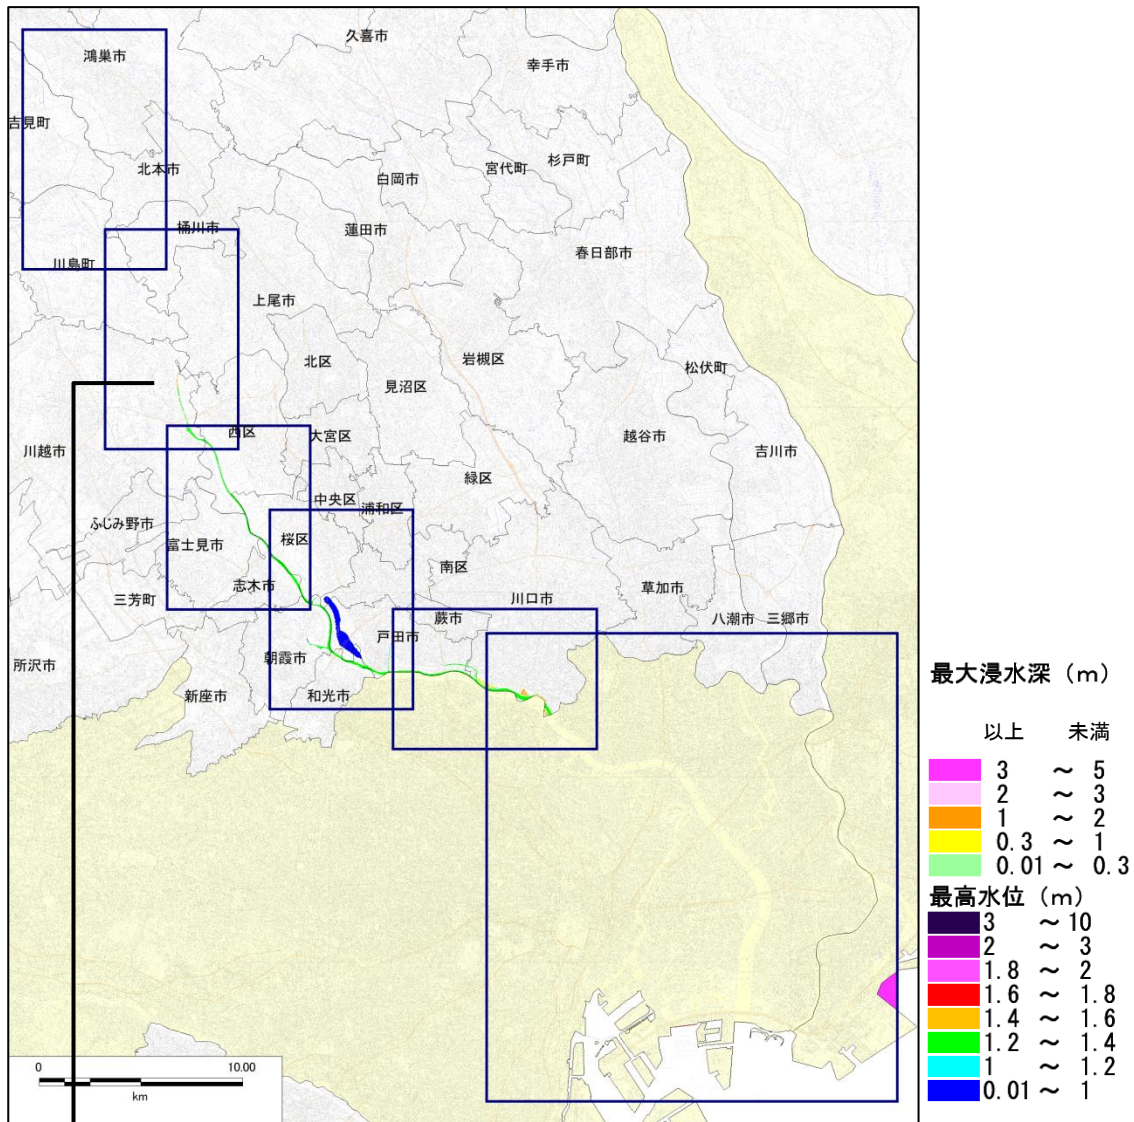 久喜市
鴻巣市
幸手市
吉見町
北本市
白岡市
宮代町
杉戸町
桶川市
蓮田市
春日部市
川島町
上尾市
北区
岩槻区
見沼区
松伏町
西区
大宮区
越谷市
川越市
吉川市
緑区
中央区
浦和区
ふじみ野市
桜区
富士見市
南区
志木市
草加市
三芳町
川口市
蕨市
八潮市
三郷市
戸田市
朝霞市
所沢市
新座市
和光市
0 10.00
km
最大浸水深（m）
以上 未満
3 ～ 5
2 ～ 3
1 ～ 2
0.3 ～ 1
0.01 ～ 0.3
最高水位（m）
3 ～ 10
2 ～ 3
1.8 ～ 2
1.6 ～ 1.8
1.4 ～ 1.6
1.2 ～ 1.4
1 ～ 1.2
0.01 ～ 1